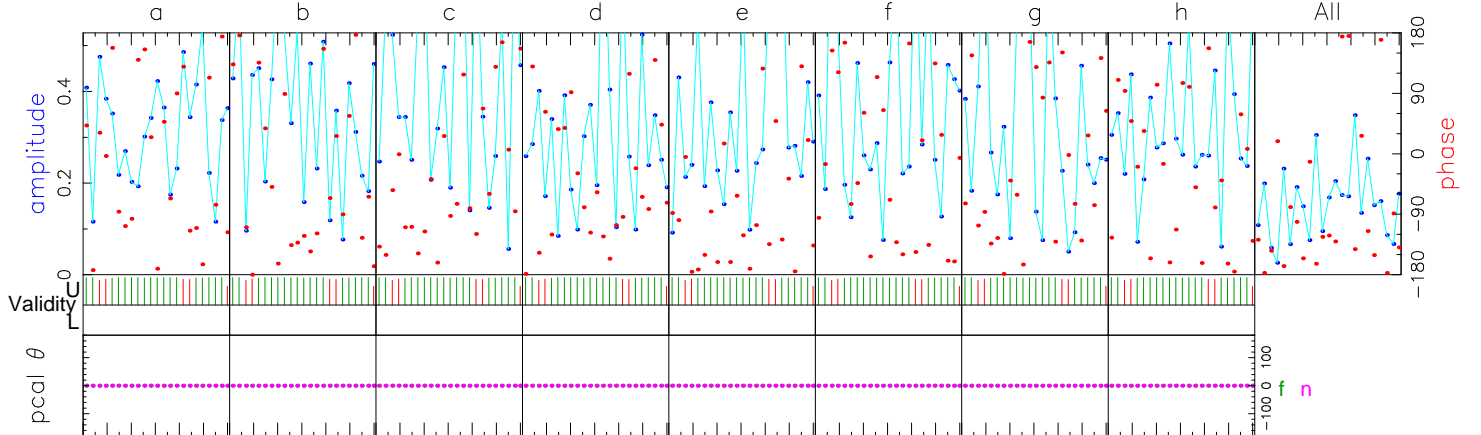 a b c d e f g h All
amplitude
0 0.2 0.4
phase
−180 −90 0 90 180
Validity
U
L
pcal θ
−100 0 100
f n